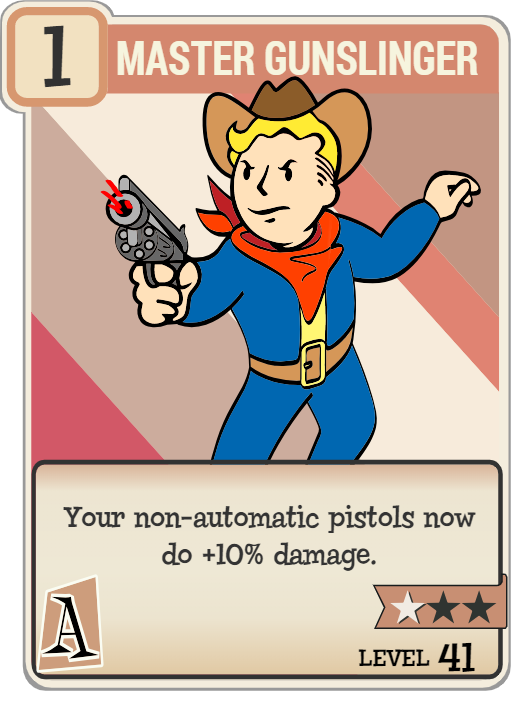 1
MASTER GUNSLINGER
Your non-automatic pistols now
do +10% damage.
A
LEVEL 41